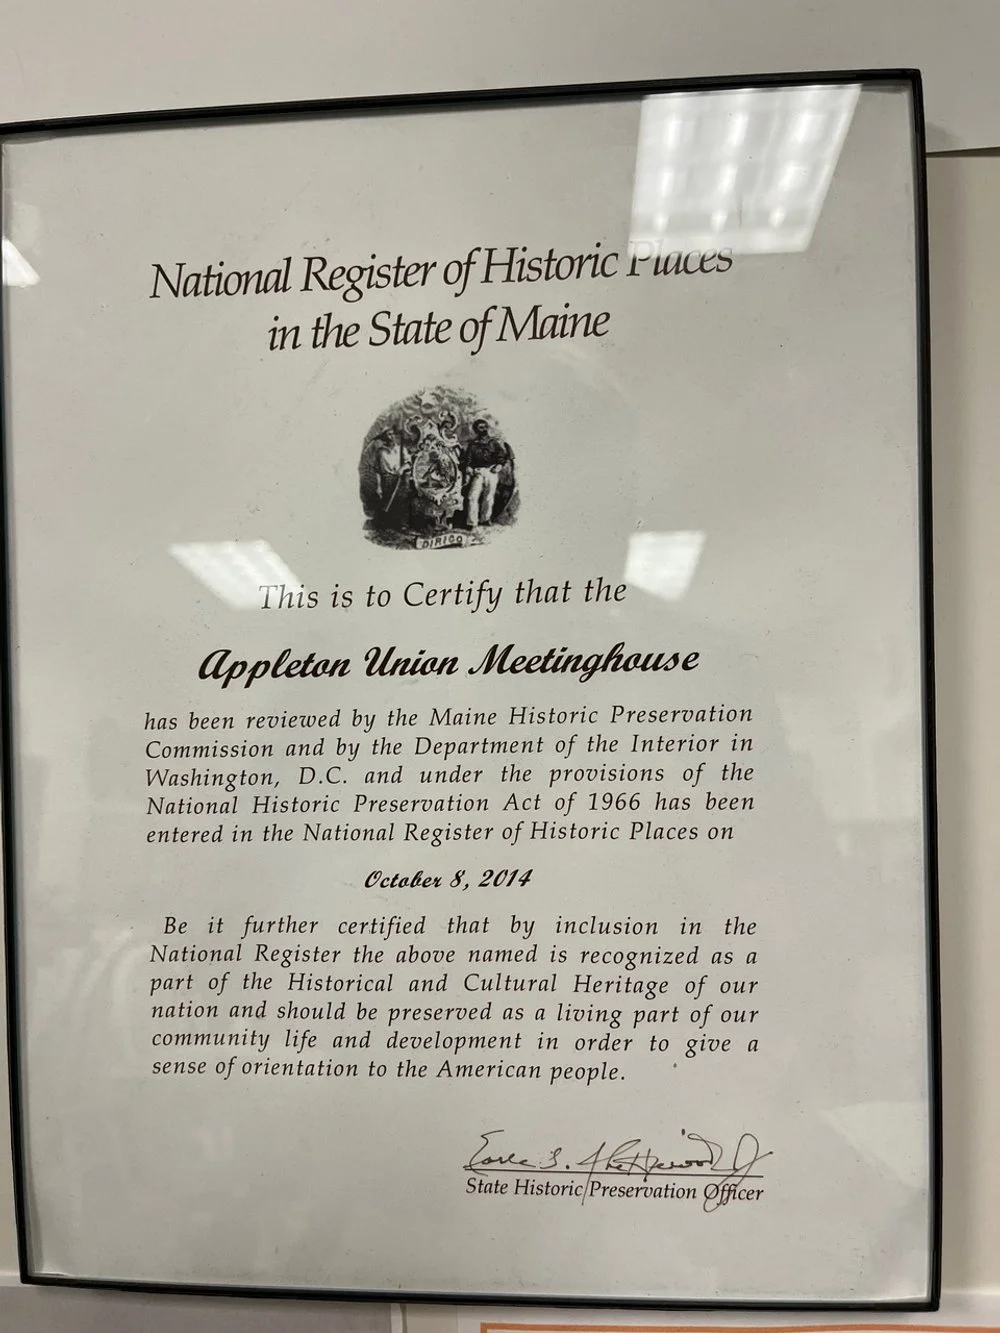 National Register of Historic Places
in the State of Maine
DIRIGO
This is to Certify that the
Appleton Union Meetinghouse
has been reviewed by the Maine Historic Preservation
Commission and by the Department of the Interior in
Washington, D.C. and under the provisions of the
National Historic Preservation Act of 1966 has been
entered in the National Register of Historic Places on
October 8, 2014
Be it further certified that by inclusion in the
National Register the above named is recognized as a
part of the Historical and Cultural Heritage of our
nation and should be preserved as a living part of our
community life and development in order to give a
sense of orientation to the American people.
Earle G. Shettleworth Jr
State Historic Preservation Officer